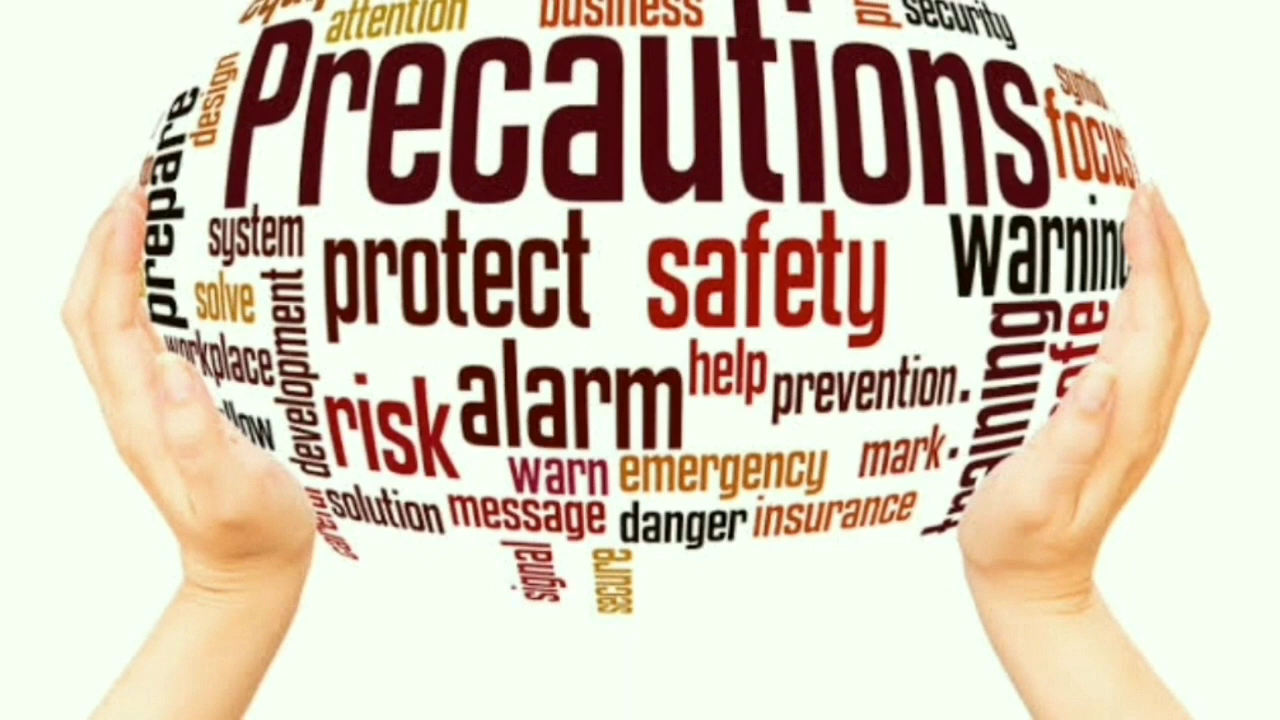 attention business security
design
Precautions
focus
prepare
system protect safety warning
solve
development
workplace
risk alarm help prevention
training
safe
warn emergency mark
solution message danger insurance
signal secure